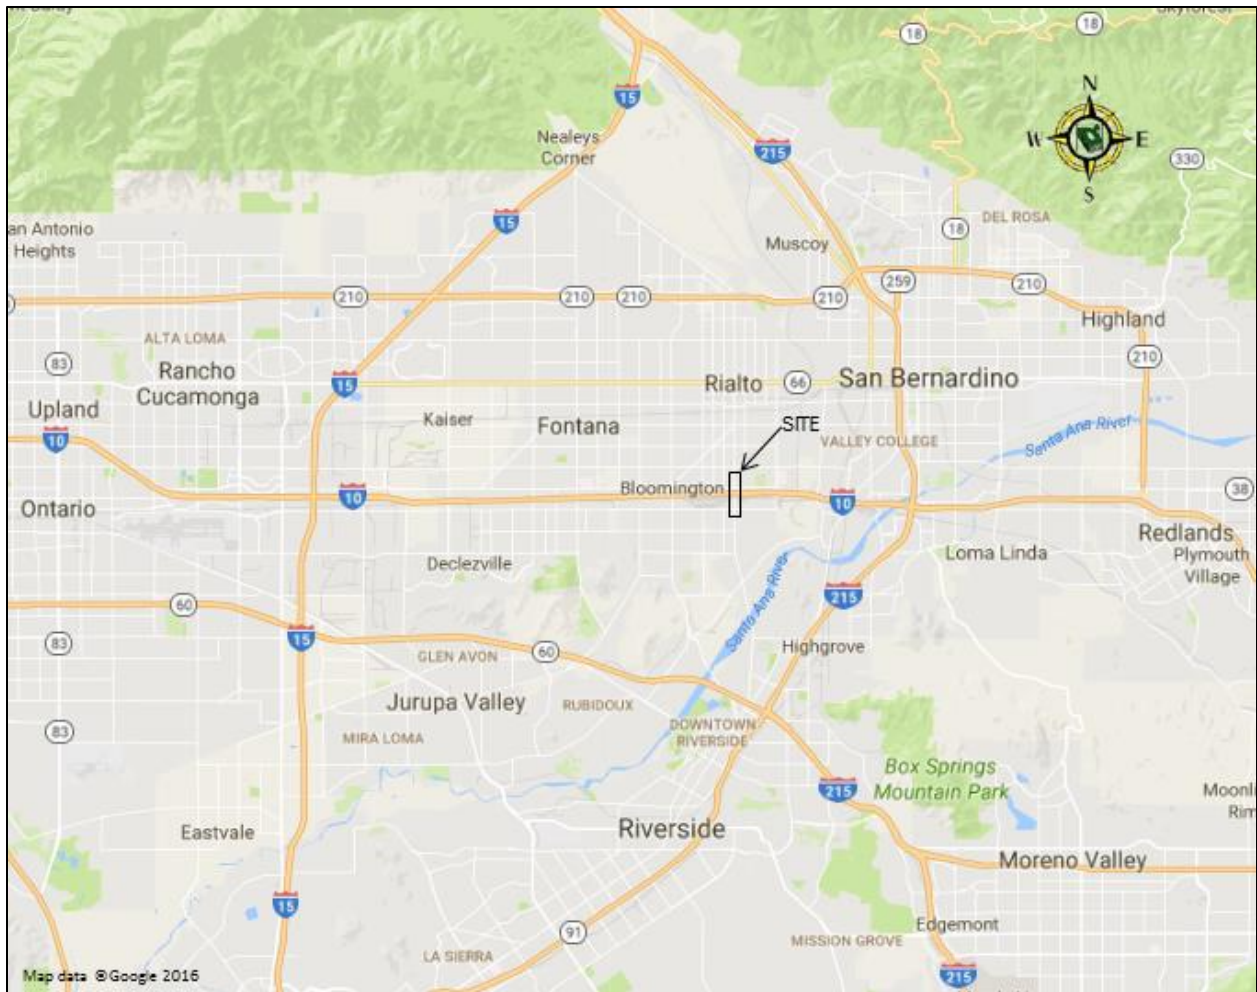 18
18
15
N
Nealeys
Corner
215
W
E
330
S
15
DEL ROSA
18
an Antonio
Heights
Muscoy
210
210
210
210
259
210
Highland
ALTA LOMA
83
Rancho
Cucamonga
15
Rialto
66
San Bernardino
210
Upland
Kaiser
Fontana
SITE
10
VALLEY COLLEGE
Santa Ana River
Bloomington
10
10
38
Ontario
Redlands
Declezville
Loma Linda
Plymouth
Village
60
215
Santa Ana River
15
83
Highgrove
GLEN AVON
60
Jurupa Valley
RUBIDOUX
DOWNTOWN
RIVERSIDE
83
MIRA LOMA
Box Springs
Mountain Park
215
Moonli
Rim
Eastvale
Riverside
Moreno Valley
15
91
Edgemont
MISSION GROVE
LA SIERRA
215
Map data ©Google 2016